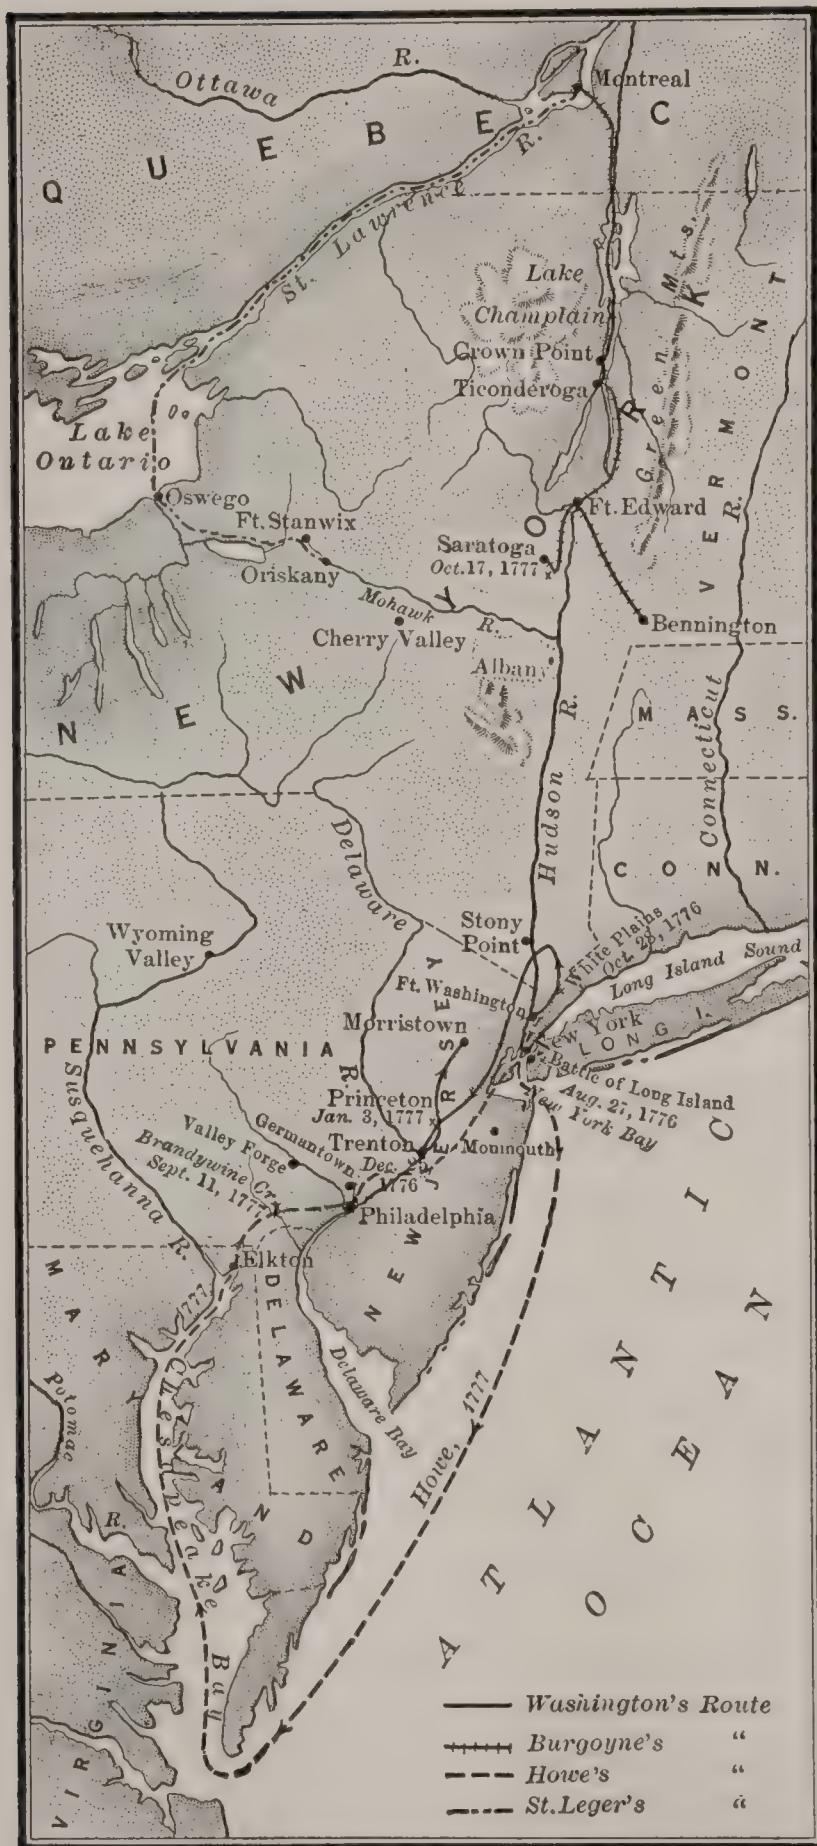 Ottawa R.
Montreal
QUEBEC
St. Lawrence R.
Lake
Champlain
Crown Point
Ticonderoga
Green Mts.
VERMONT
Lake
Ontario
Oswego
Ft. Stanwix
Oriskany
Ft. Edward
Saratoga
Oct. 17, 1777
Mohawk R.
Cherry Valley
Bennington
Albany
NEW YORK
MASS.
Connecticut R.
Hudson R.
CONN.
Delaware R.
Wyoming
Valley
Stony
Point
White Plains
Oct. 28, 1776
Ft. Washington
Long Island Sound
New York
LONG I.
Morristown
PENNSYLVANIA
Battle of Long Island
Aug. 27, 1776
New York Bay
Princeton
Jan. 3, 1777
Susquehanna R.
Valley Forge
Germantown
Trenton
Dec.
1776
Monmouth
Brandywine Cr.
Sept. 11, 1777
Philadelphia
NEW JERSEY
Elkton
1777
MARYLAND
DELAWARE
Delaware Bay
Potomac R.
Chesapeake Bay
Howe, 1777
ATLANTIC
OCEAN
VIRGINIA
Washington's Route
Burgoyne's “
Howe's “
St. Leger's “